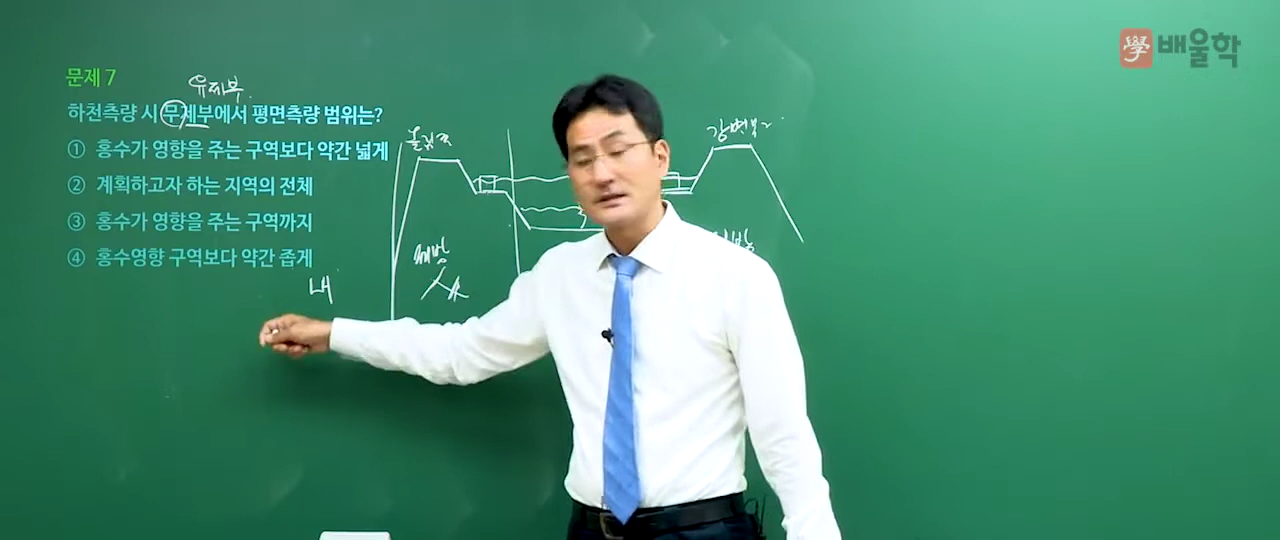 學 배울학
문제 7
유제부
하천측량 시 무제부에서 평면측량 범위는?
① 홍수가 영향을 주는 구역보다 약간 넓게
② 계획하고자 하는 지역의 전체
③ 홍수가 영향을 주는 구역까지
④ 홍수영향 구역보다 약간 좁게
제방
내